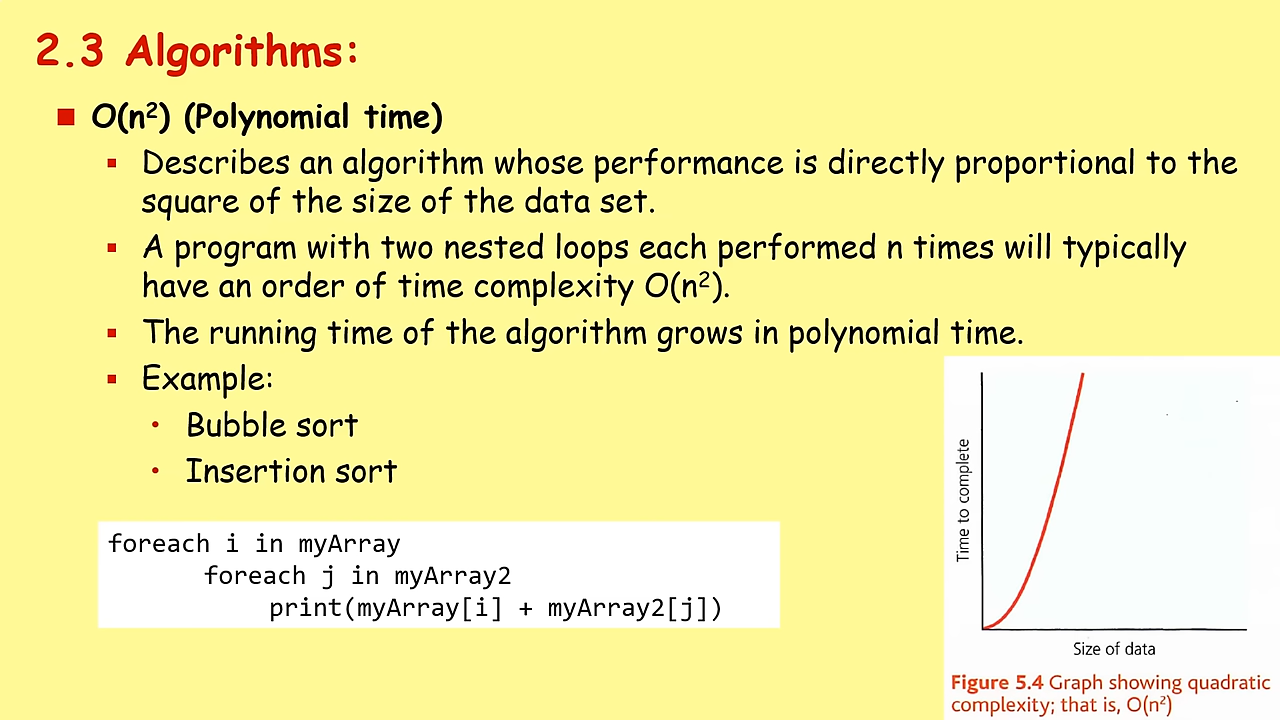 2.3 Algorithms:
O(n²) (Polynomial time)
Describes an algorithm whose performance is directly proportional to the
square of the size of the data set.
A program with two nested loops each performed n times will typically
have an order of time complexity O(n²).
The running time of the algorithm grows in polynomial time.
Example:
Bubble sort
Insertion sort
foreach i in myArray
foreach j in myArray2
print(myArray[i] + myArray2[j])
Time to complete
Size of data
Figure 5.4 Graph showing quadratic
complexity; that is, O(n²)